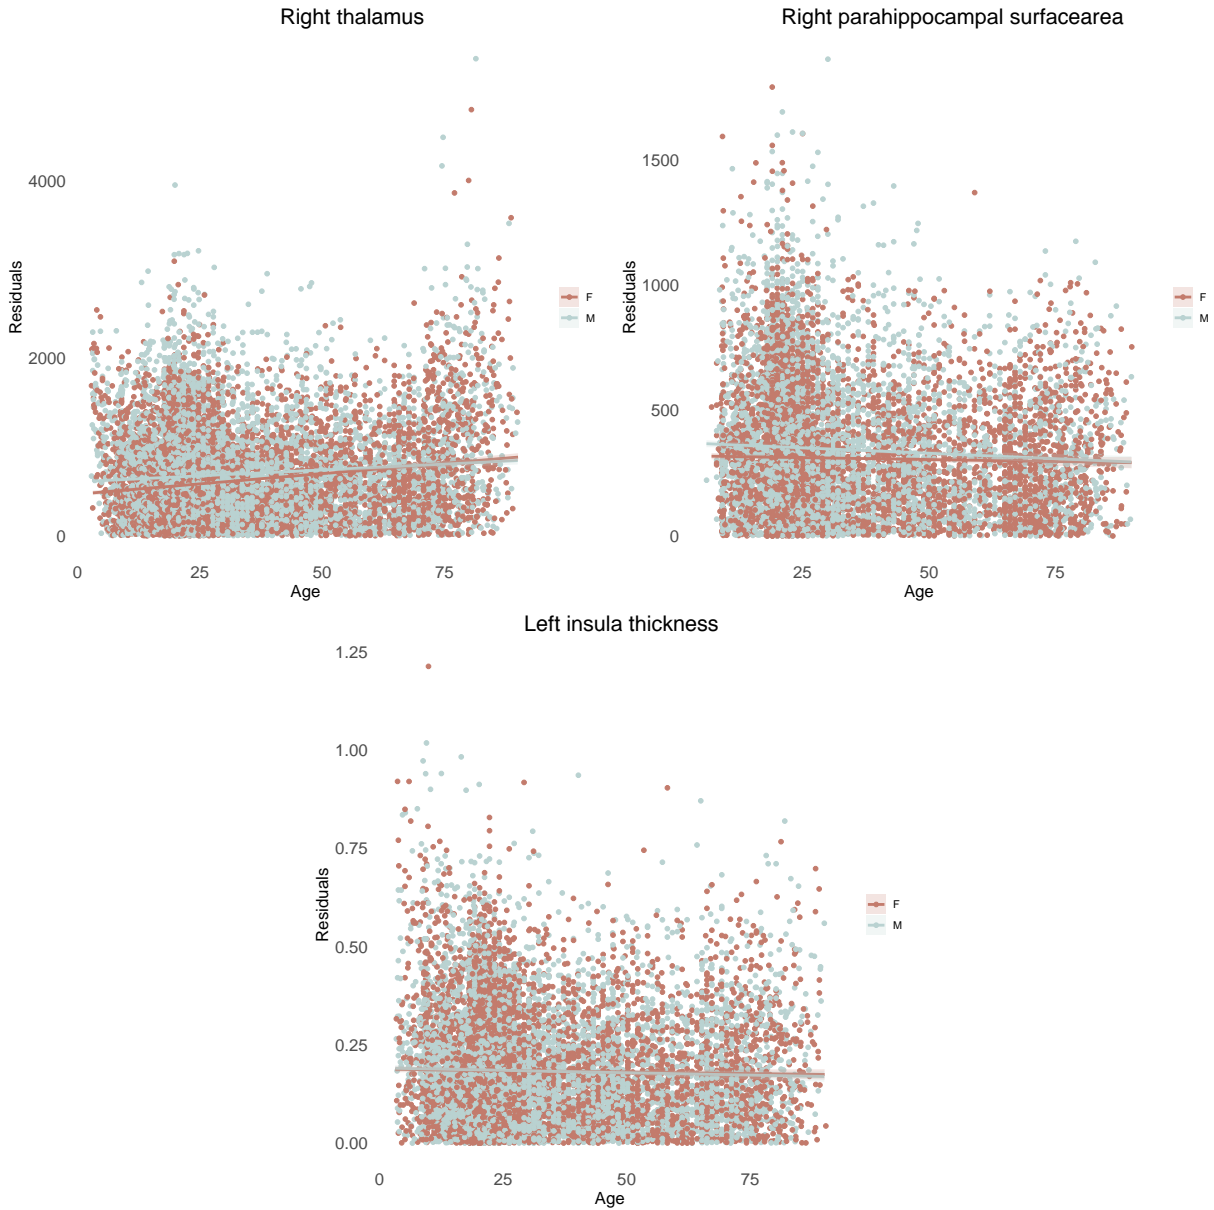 Right thalamus
Residuals
4000
2000
0
0 25 50 75
Age
F
M
Right parahippocampal surfacearea
Residuals
1500
1000
500
0
25 50 75
Age
F
M
Left insula thickness
Residuals
1.25
1.00
0.75
0.50
0.25
0.00
0 25 50 75
Age
F
M